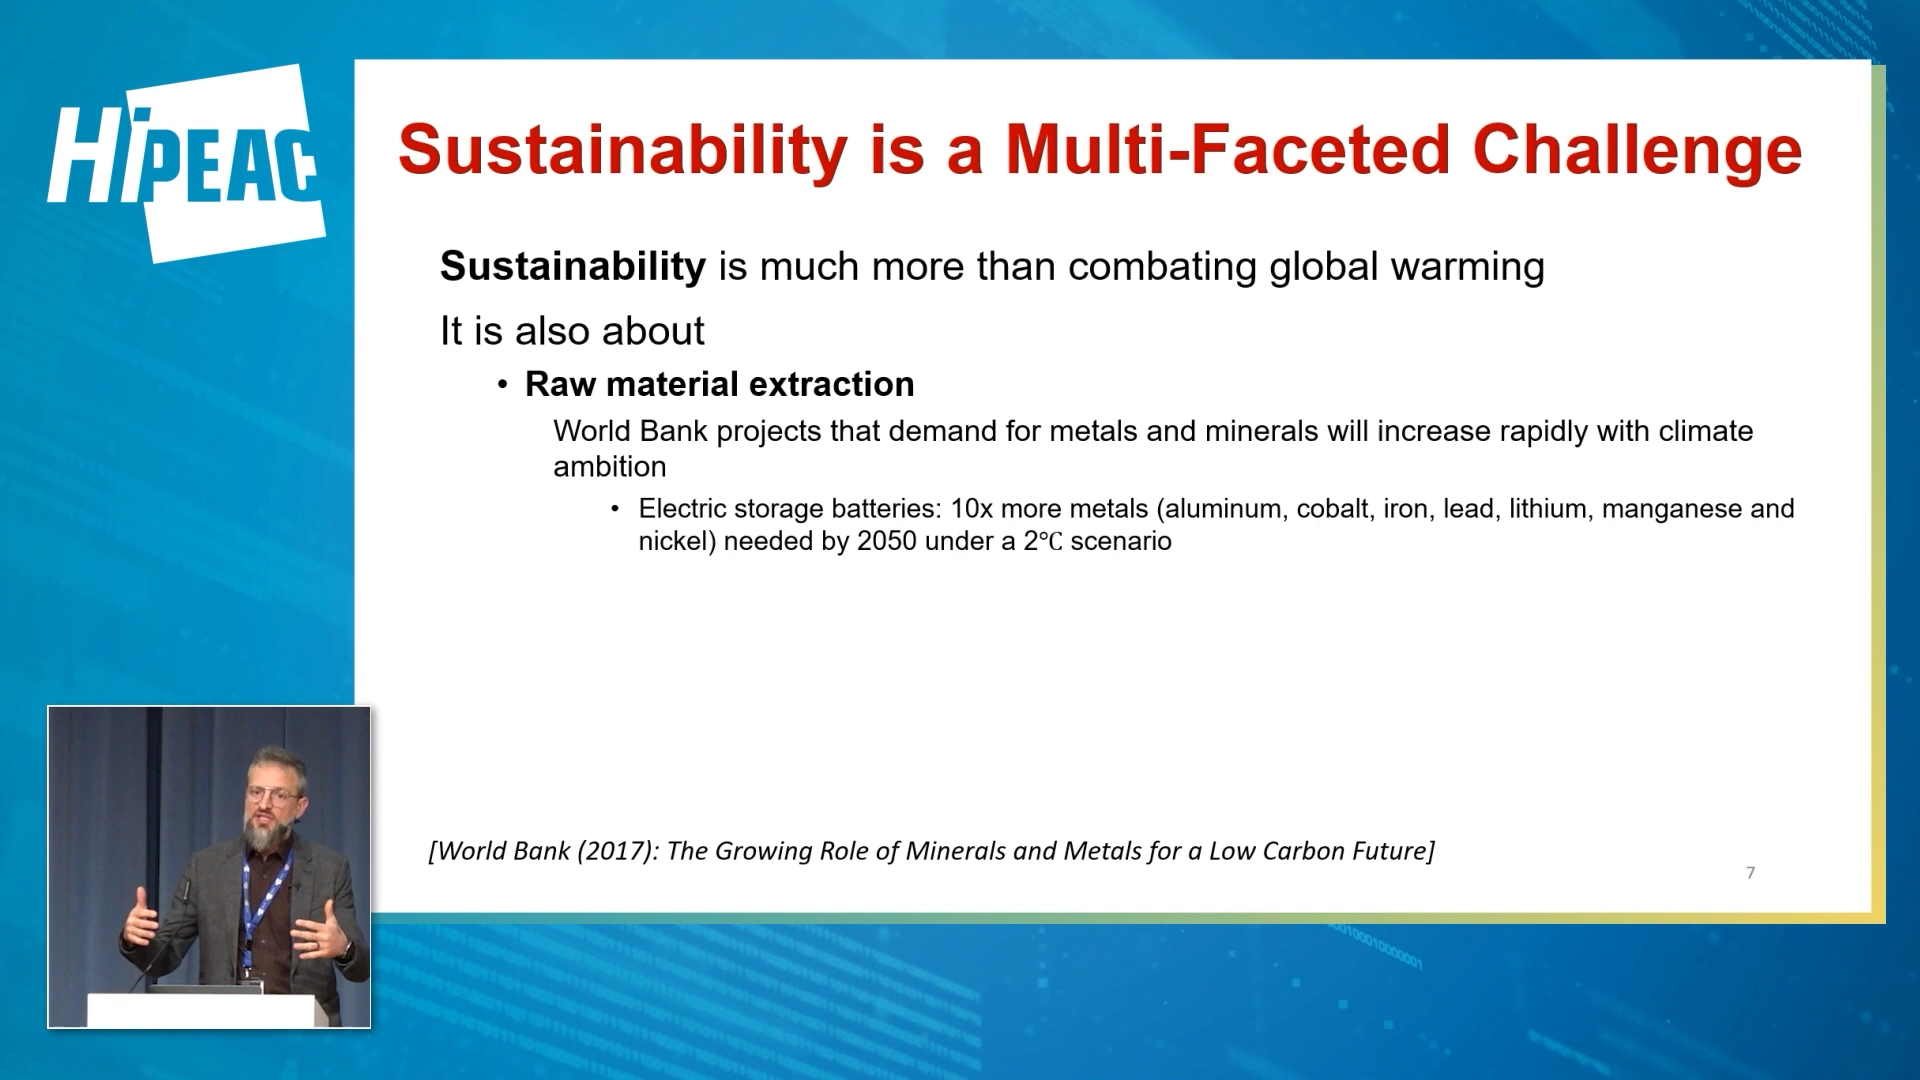 HiPEAC
Sustainability is a Multi-Faceted Challenge
Sustainability is much more than combating global warming
It is also about
• Raw material extraction
World Bank projects that demand for metals and minerals will increase rapidly with climate
ambition
• Electric storage batteries: 10x more metals (aluminum, cobalt, iron, lead, lithium, manganese and
nickel) needed by 2050 under a 2℃ scenario
[World Bank (2017): The Growing Role of Minerals and Metals for a Low Carbon Future]
7